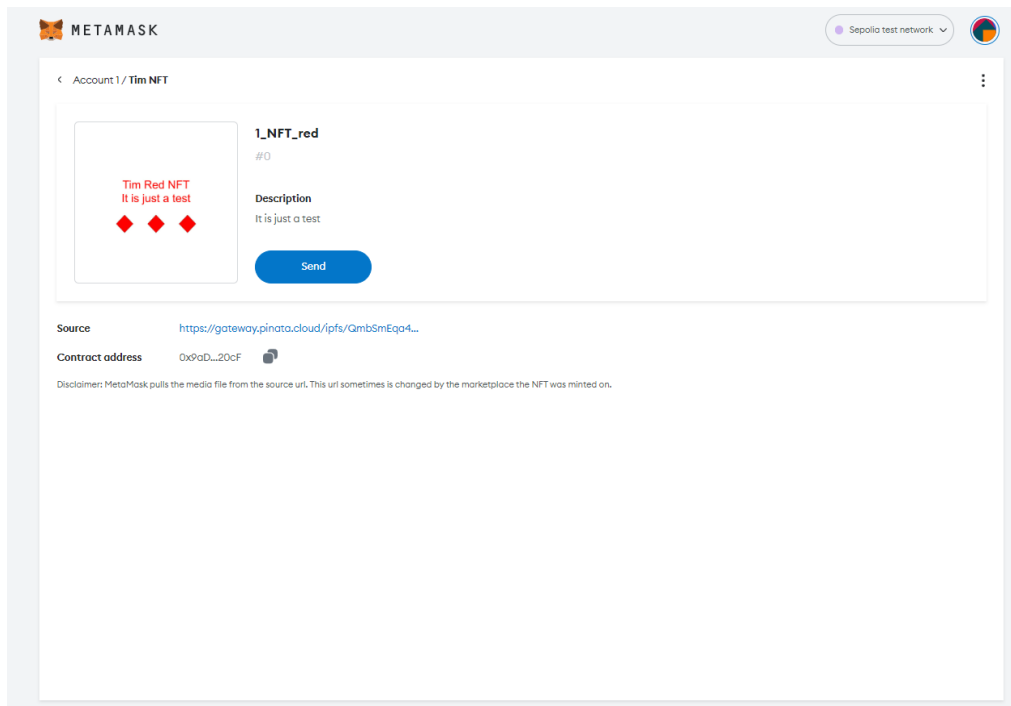 METAMASK
Sepolia test network
Account 1 / Tim NFT
1_NFT_red
#0
Tim Red NFT
It is just a test
Description
It is just a test
Send
Source https://gateway.pinata.cloud/ipfs/QmbSmEqa4...
Contract address 0x9aD...20cF
Disclaimer: MetaMask pulls the media file from the source url. This url sometimes is changed by the marketplace the NFT was minted on.